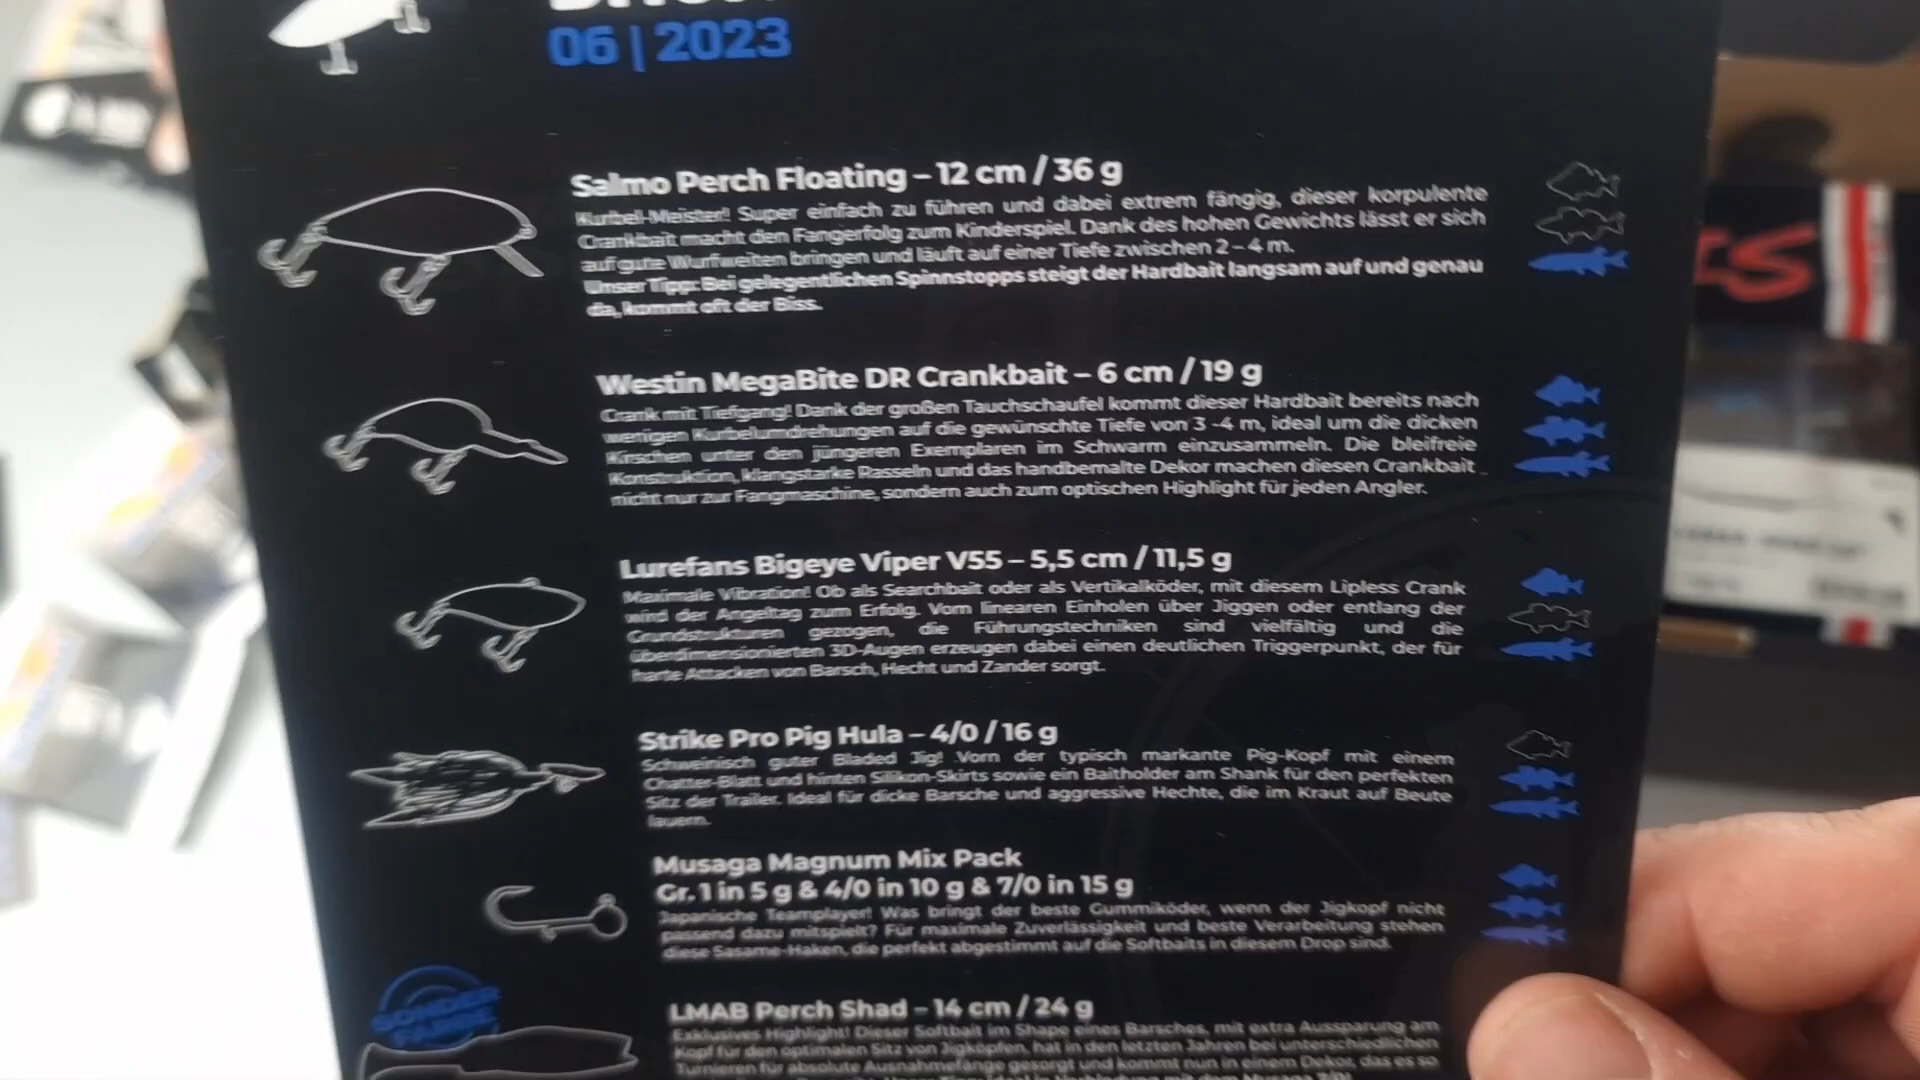 06 | 2023
Salmo Perch Floating – 12 cm / 36 g
Kurbel-Meister! Super einfach zu führen und dabei extrem fängig, dieser korpulente
Crankbait macht den Fangerfolg zum Kinderspiel. Dank des hohen Gewichts lässt er sich
auf gute Wurfweiten bringen und läuft auf einer Tiefe zwischen 2 – 4 m.
Unser Tipp: Bei gelegentlichen Spinnstopps steigt der Hardbait langsam auf und genau
da, kommt oft der Biss.
Westin MegaBite DR Crankbait – 6 cm / 19 g
Crank mit Tiefgang! Dank der großen Tauchschaufel kommt dieser Hardbait bereits nach
wenigen Kurbelumdrehungen auf die gewünschte Tiefe von 3 -4 m, ideal um die dicken
Kirschen unter den jüngeren Exemplaren im Schwarm einzusammeln. Die bleifreie
Konstruktion, klangstarke Rasseln und das handbemalte Dekor machen diesen Crankbait
nicht nur zur Fangmaschine, sondern auch zum optischen Highlight für jeden Angler.
Lurefans Bigeye Viper V55 – 5,5 cm / 11,5 g
Maximale Vibration! Ob als Searchbait oder als Vertikalköder, mit diesem Lipless Crank
wird der Angeltag zum Erfolg. Vom linearen Einholen über Jiggen oder entlang der
Grundstrukturen gezogen, die Führungstechniken sind vielfältig und die
überdimensionierten 3D-Augen erzeugen dabei einen deutlichen Triggerpunkt, der für
harte Attacken von Barsch, Hecht und Zander sorgt.
Strike Pro Pig Hula – 4/0 / 16 g
Schweinisch guter Bladed Jig! Vorn der typisch markante Pig-Kopf mit einem
Chatter-Blatt und hinten Silikon-Skirts sowie ein Baitholder am Shank für den perfekten
Sitz der Trailer. Ideal für dicke Barsche und aggressive Hechte, die im Kraut auf Beute
lauern.
Musaga Magnum Mix Pack
Gr. 1 in 5 g & 4/0 in 10 g & 7/0 in 15 g
Japanische Teamplayer! Was bringt der beste Gummiköder, wenn der Jigkopf nicht
passend dazu mitspielt? Für maximale Zuverlässigkeit und beste Verarbeitung stehen
diese Sasame-Haken, die perfekt abgestimmt auf die Softbaits in diesem Drop sind.
SONDER
FARBE
LMAB Perch Shad – 14 cm / 24 g
Exklusives Highlight! Dieser Softbait im Shape eines Barsches, mit extra Aussparung am
Kopf für den optimalen Sitz von Jigköpfen, hat in den letzten Jahren bei unterschiedlichen
Turnieren für absolute Ausnahmefänge gesorgt und kommt nun in einem Dekor, das es so